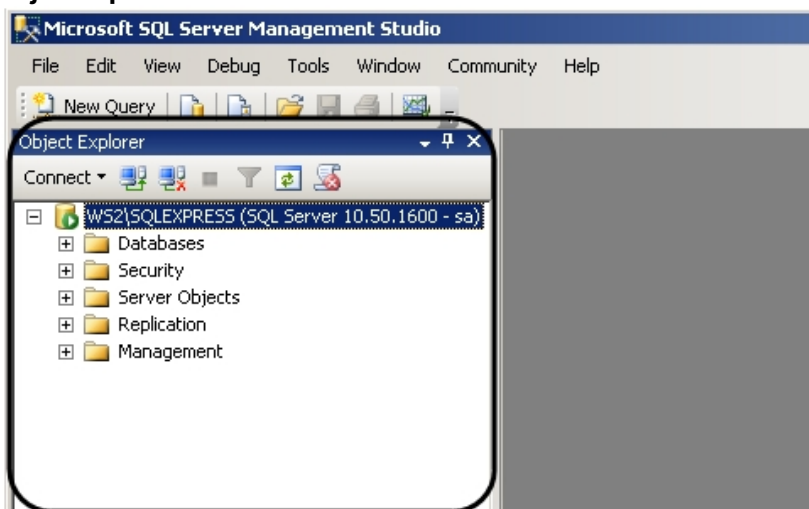 Microsoft SQL Server Management Studio
File Edit View Debug Tools Window Community Help
New Query
Object Explorer
Connect
WS2\SQLEXPRESS (SQL Server 10.50.1600 - sa)
Databases
Security
Server Objects
Replication
Management